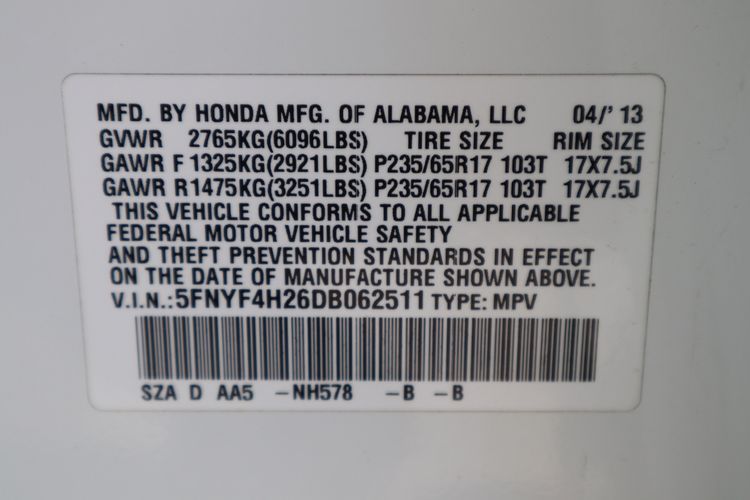 MFD. BY HONDA MFG. OF ALABAMA, LLC 04/' 13
GVWR 2765KG(6096LBS) TIRE SIZE RIM SIZE
GAWR F 1325KG(2921LBS) P235/65R17 103T 17X7.5J
GAWR R1475KG(3251LBS) P235/65R17 103T 17X7.5J
THIS VEHICLE CONFORMS TO ALL APPLICABLE
FEDERAL MOTOR VEHICLE SAFETY
AND THEFT PREVENTION STANDARDS IN EFFECT
ON THE DATE OF MANUFACTURE SHOWN ABOVE.
V.I.N.:5FNYF4H26DB062511 TYPE: MPV
SZA D AA5 -NH578 -B -B